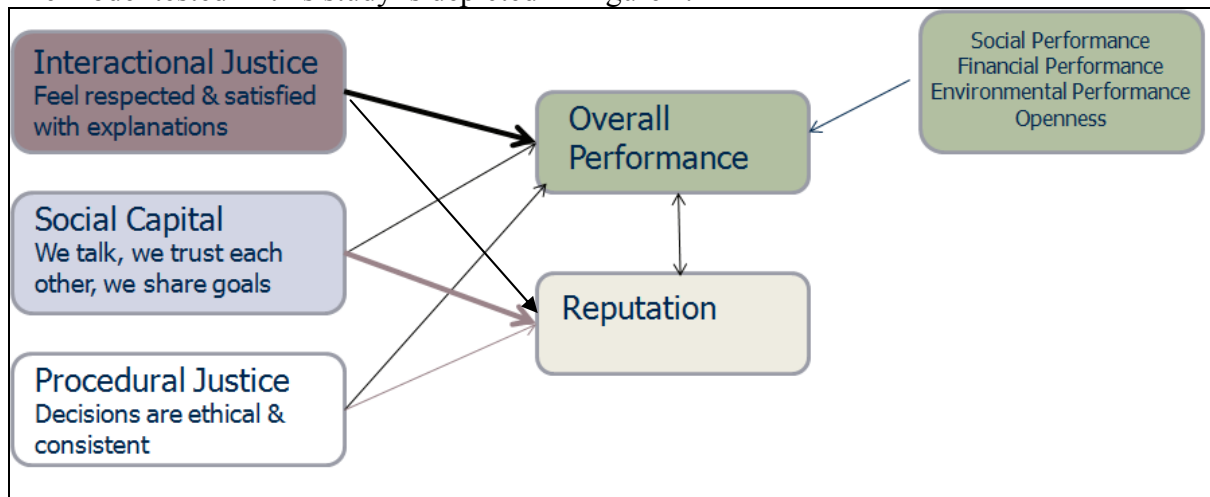 Interactional Justice
Feel respected & satisfied
with explanations
Social Capital
We talk, we trust each
other, we share goals
Procedural Justice
Decisions are ethical &
consistent
Overall
Performance
Reputation
Social Performance
Financial Performance
Environmental Performance
Openness